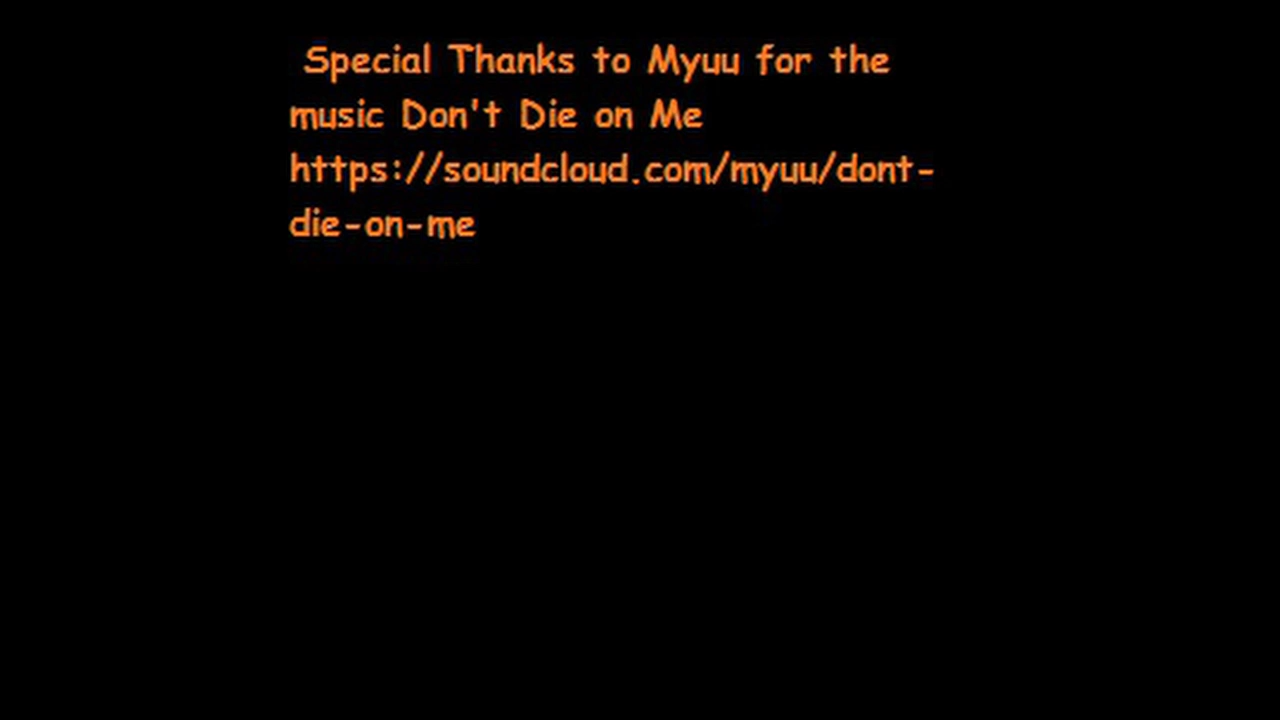 Special Thanks to Myuu for the
music Don't Die on Me
https://soundcloud.com/myuu/dont-
die-on-me